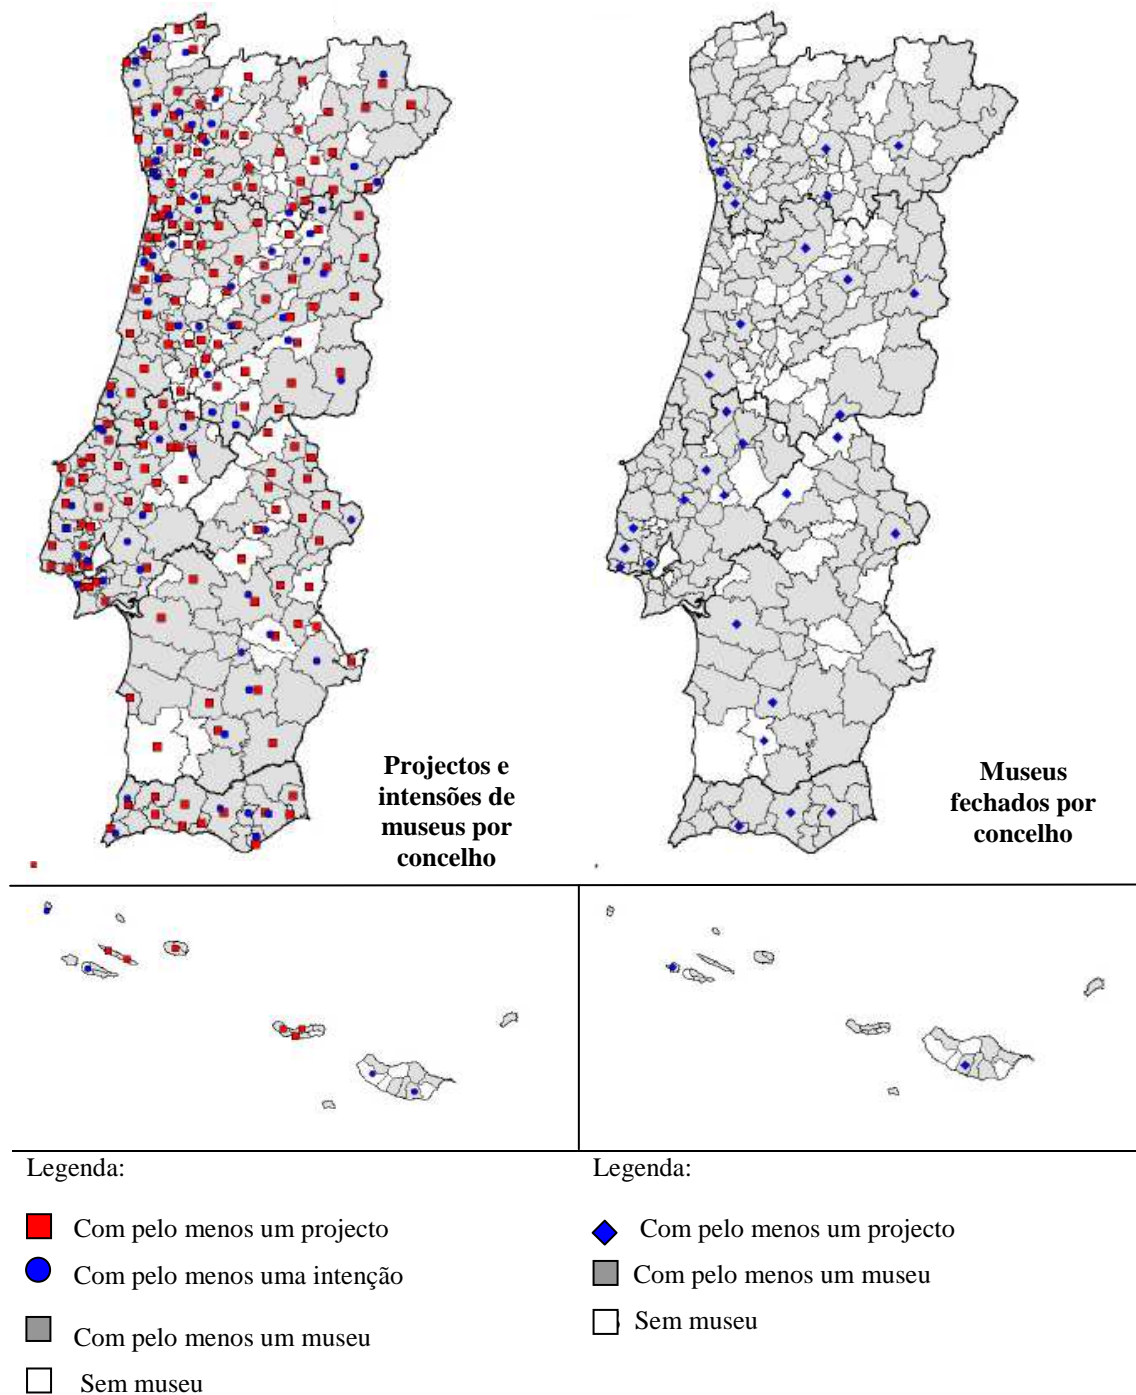 Projectos e
intensões de
museus por
concelho
Museus
fechados por
concelho
Legenda:
Com pelo menos um projecto
Com pelo menos uma intenção
Com pelo menos um museu
Sem museu
Legenda:
Com pelo menos um projecto
Com pelo menos um museu
Sem museu